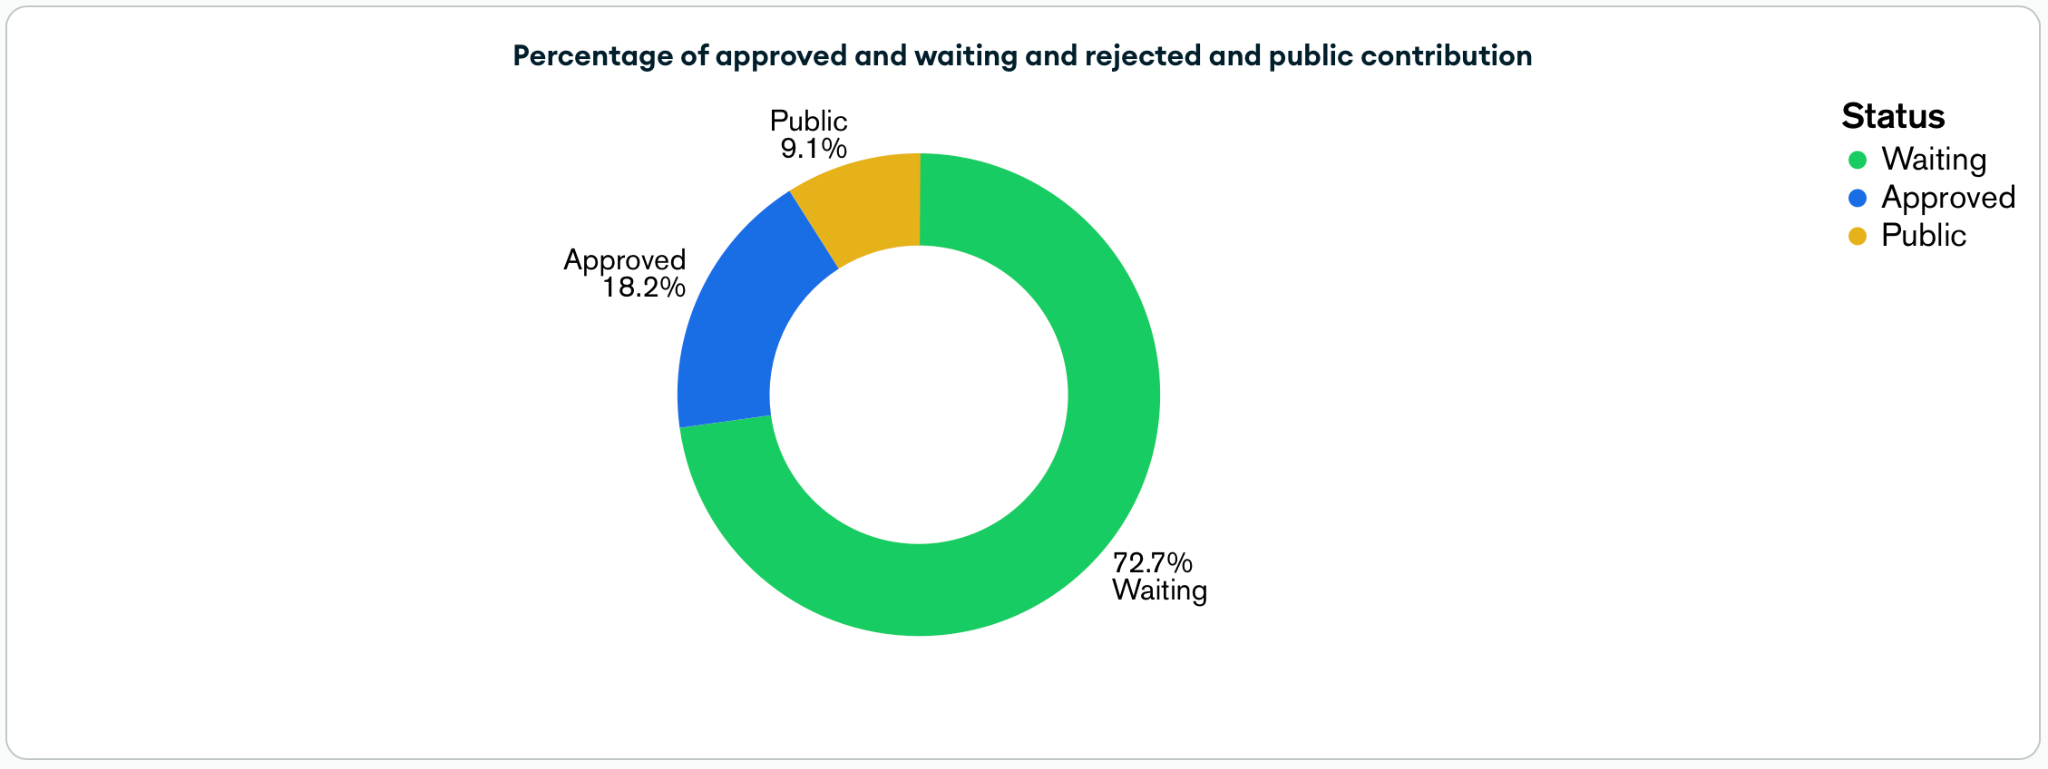 Percentage of approved and waiting and rejected and public contribution
Public
9.1%
Approved
18.2%
72.7%
Waiting
Status
Waiting
Approved
Public